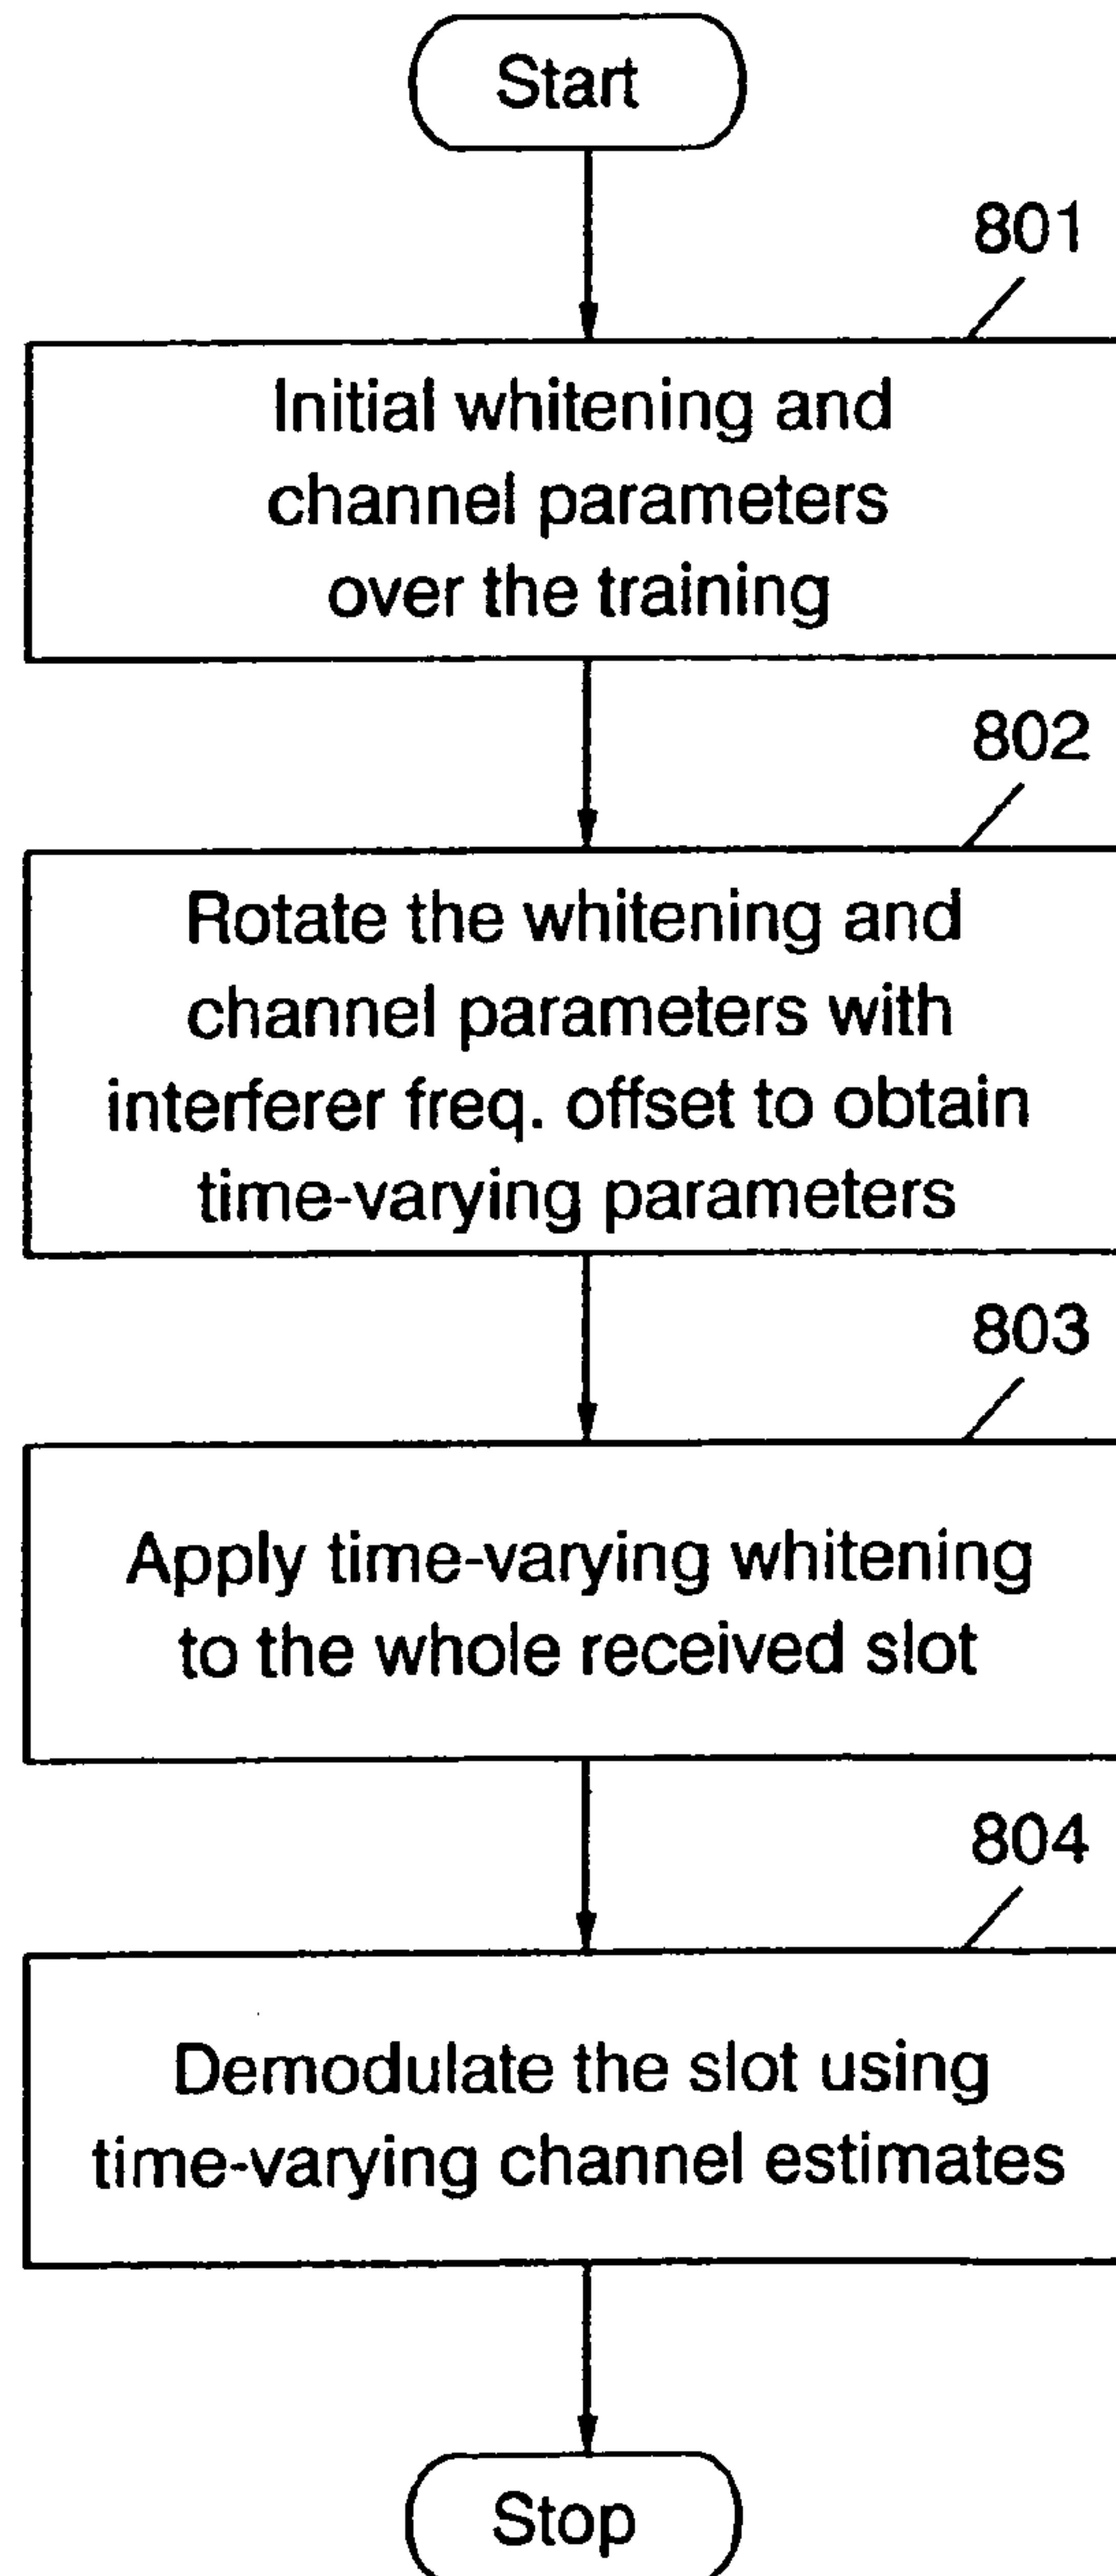 Start
801
Initial whitening and
channel parameters
over the training
802
Rotate the whitening and
channel parameters with
interferer freq. offset to obtain
time-varying parameters
803
Apply time-varying whitening
to the whole received slot
804
Demodulate the slot using
time-varying channel estimates
Stop